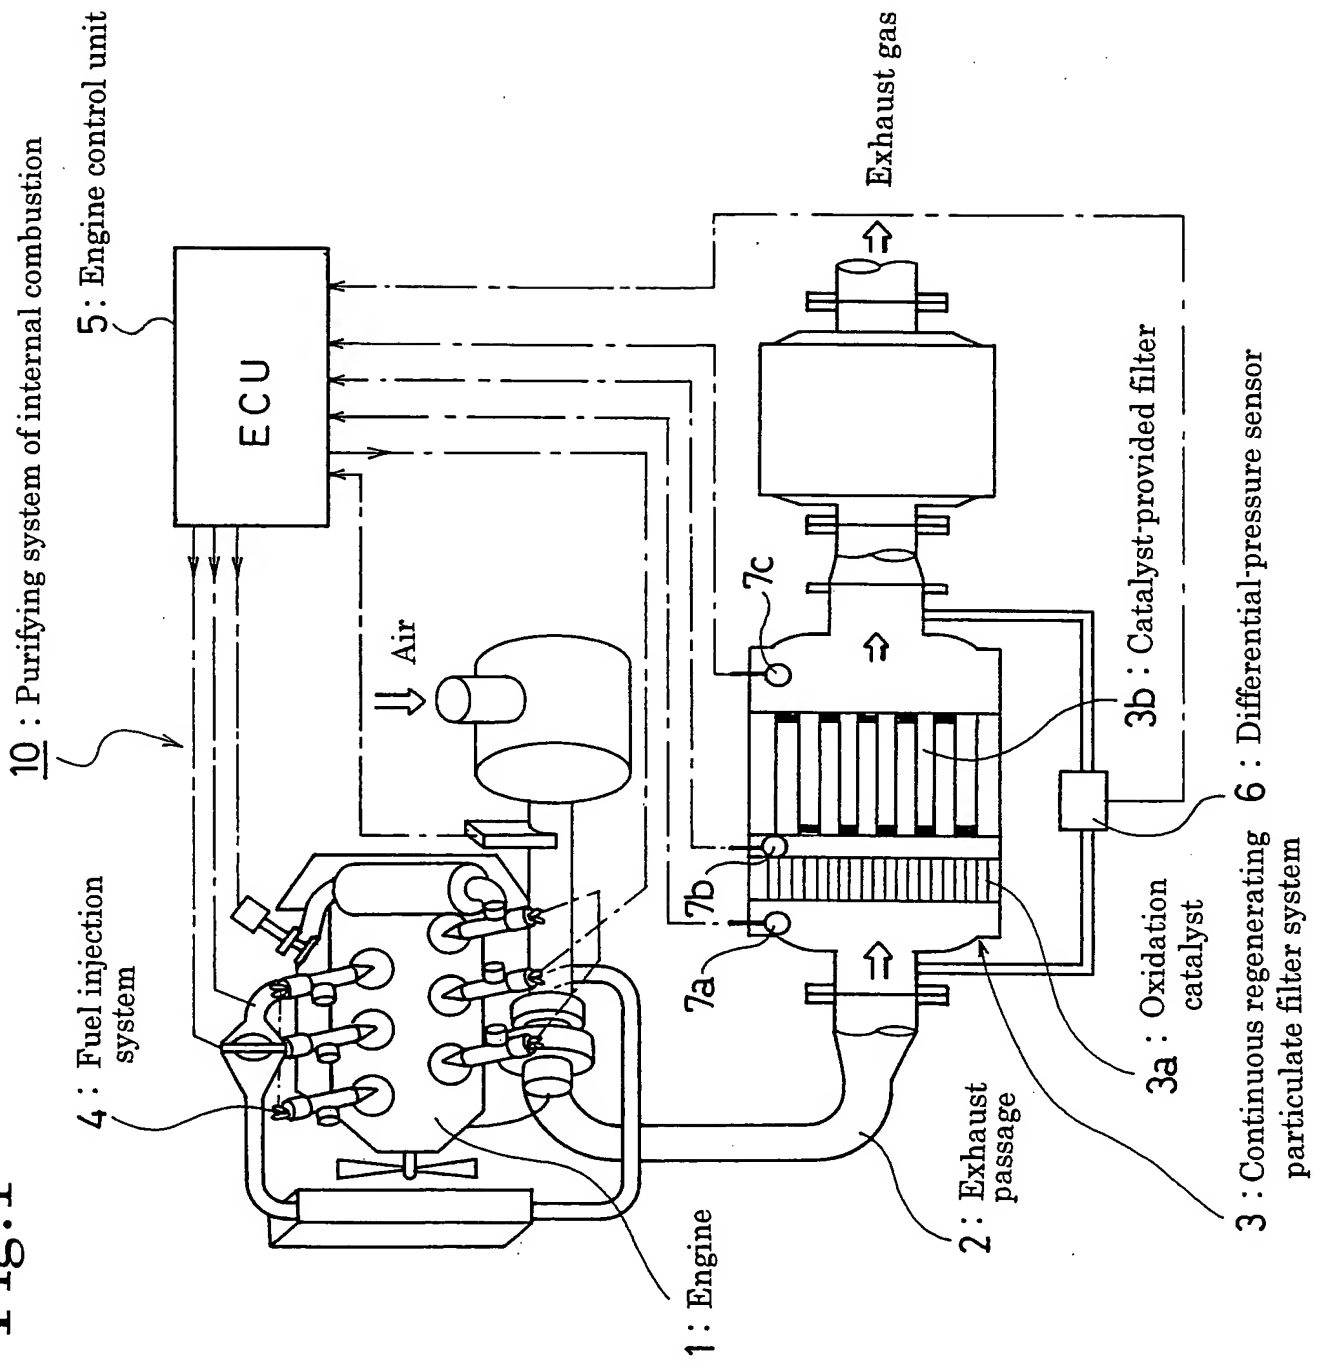 Fig.1
10 : Purifying system of internal combustion
5 : Engine control unit
ECU
4 : Fuel injection
system
Air
1 : Engine
2 : Exhaust
passage
7a
7b
7c
Exhaust gas
3b : Catalyst-provided filter
3a : Oxidation
catalyst
6 : Differential-pressure sensor
3 : Continuous regenerating
particulate filter system